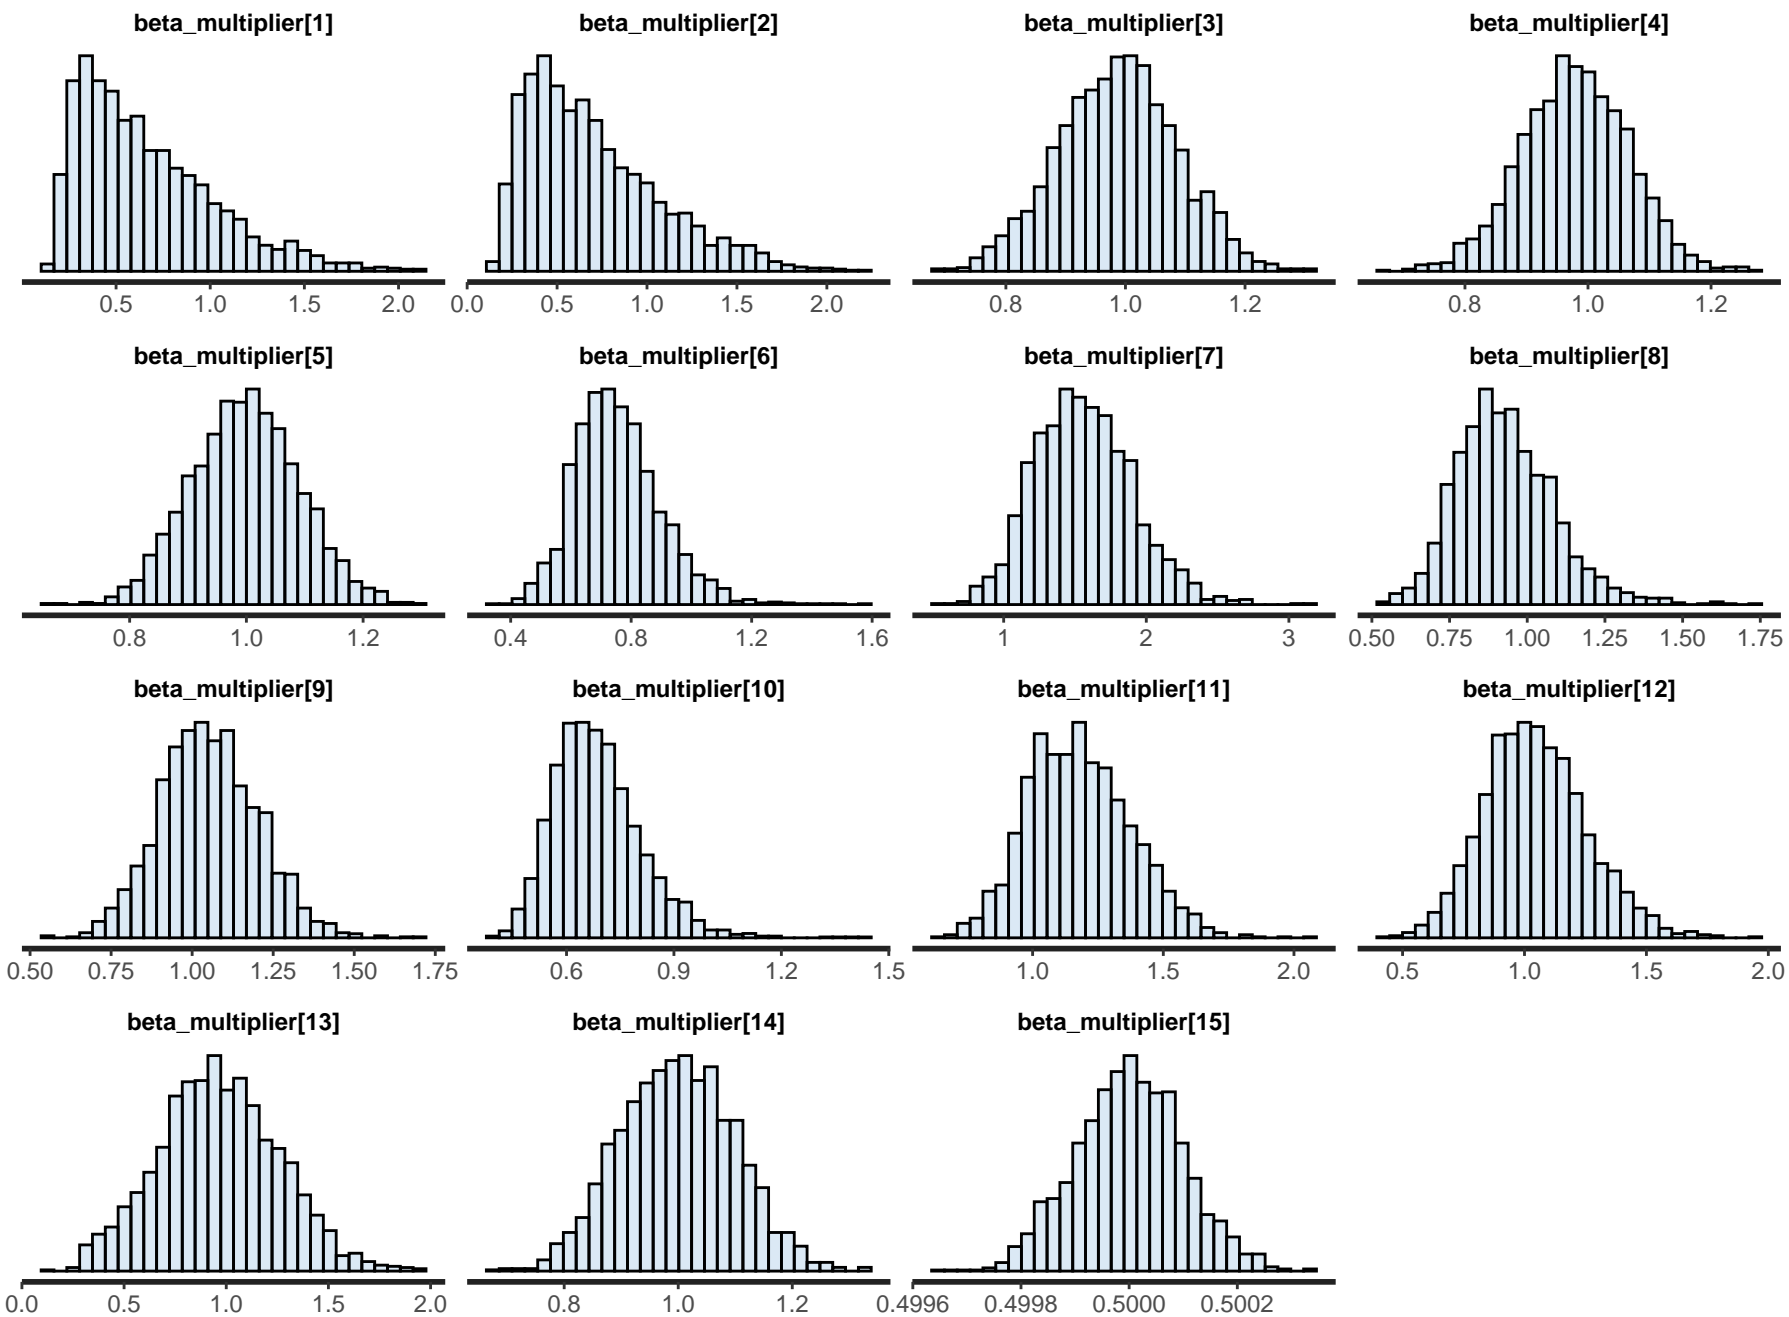 beta_multiplier[1] beta_multiplier[2] beta_multiplier[3] beta_multiplier[4]
0.5 1.0 1.5 2.0 0.0 0.5 1.0 1.5 2.0 0.8 1.0 1.2 0.8 1.0 1.2
beta_multiplier[5] beta_multiplier[6] beta_multiplier[7] beta_multiplier[8]
0.8 1.0 1.2 0.4 0.8 1.2 1.6 1 2 3 0.50 0.75 1.00 1.25 1.50 1.75
beta_multiplier[9] beta_multiplier[10] beta_multiplier[11] beta_multiplier[12]
0.50 0.75 1.00 1.25 1.50 1.75 0.6 0.9 1.2 1.5 1.0 1.5 2.0 0.5 1.0 1.5 2.0
beta_multiplier[13] beta_multiplier[14] beta_multiplier[15]
0.0 0.5 1.0 1.5 2.0 0.8 1.0 1.2 0.4996 0.4998 0.5000 0.5002